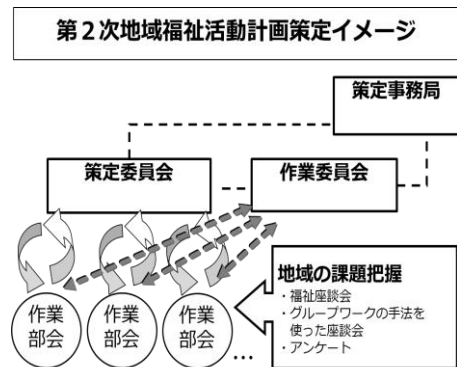 第２次地域福祉活動計画策定イメージ
策定事務局
策定委員会
作業委員会
作業
部会
作業
部会
作業
部会
…
地域の課題把握
・福祉座談会
・グループワークの手法を
使った座談会
・アンケート